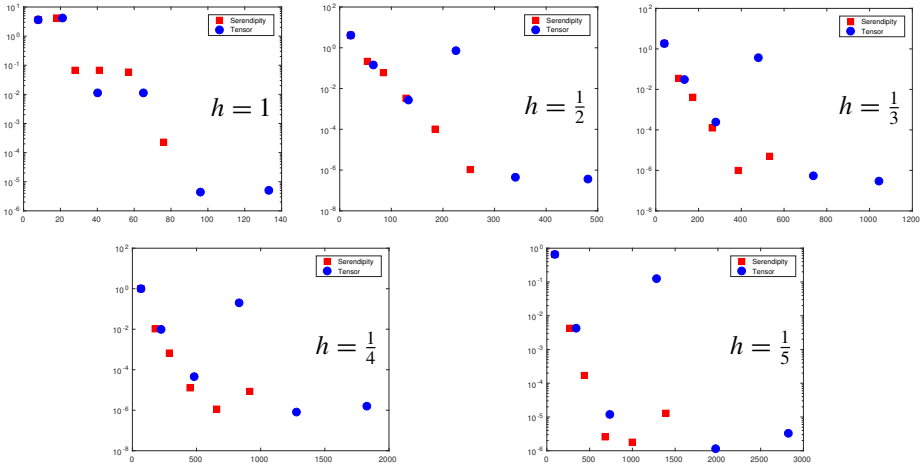 10^1
10^0
10^-1
10^-2
10^-3
10^-4
10^-5
10^-6
0 20 40 60 80 100 120 140
Serendipity
Tensor
h = 1
10^2
10^0
10^-2
10^-4
10^-6
10^-8
0 100 200 300 400 500
Serendipity
Tensor
h = 1/2
10^2
10^0
10^-2
10^-4
10^-6
10^-8
0 200 400 600 800 1000 1200
Serendipity
Tensor
h = 1/3
10^2
10^0
10^-2
10^-4
10^-6
10^-8
0 500 1000 1500 2000
Serendipity
Tensor
h = 1/4
10^0
10^-1
10^-2
10^-3
10^-4
10^-5
10^-6
0 500 1000 1500 2000 2500 3000
Serendipity
Tensor
h = 1/5